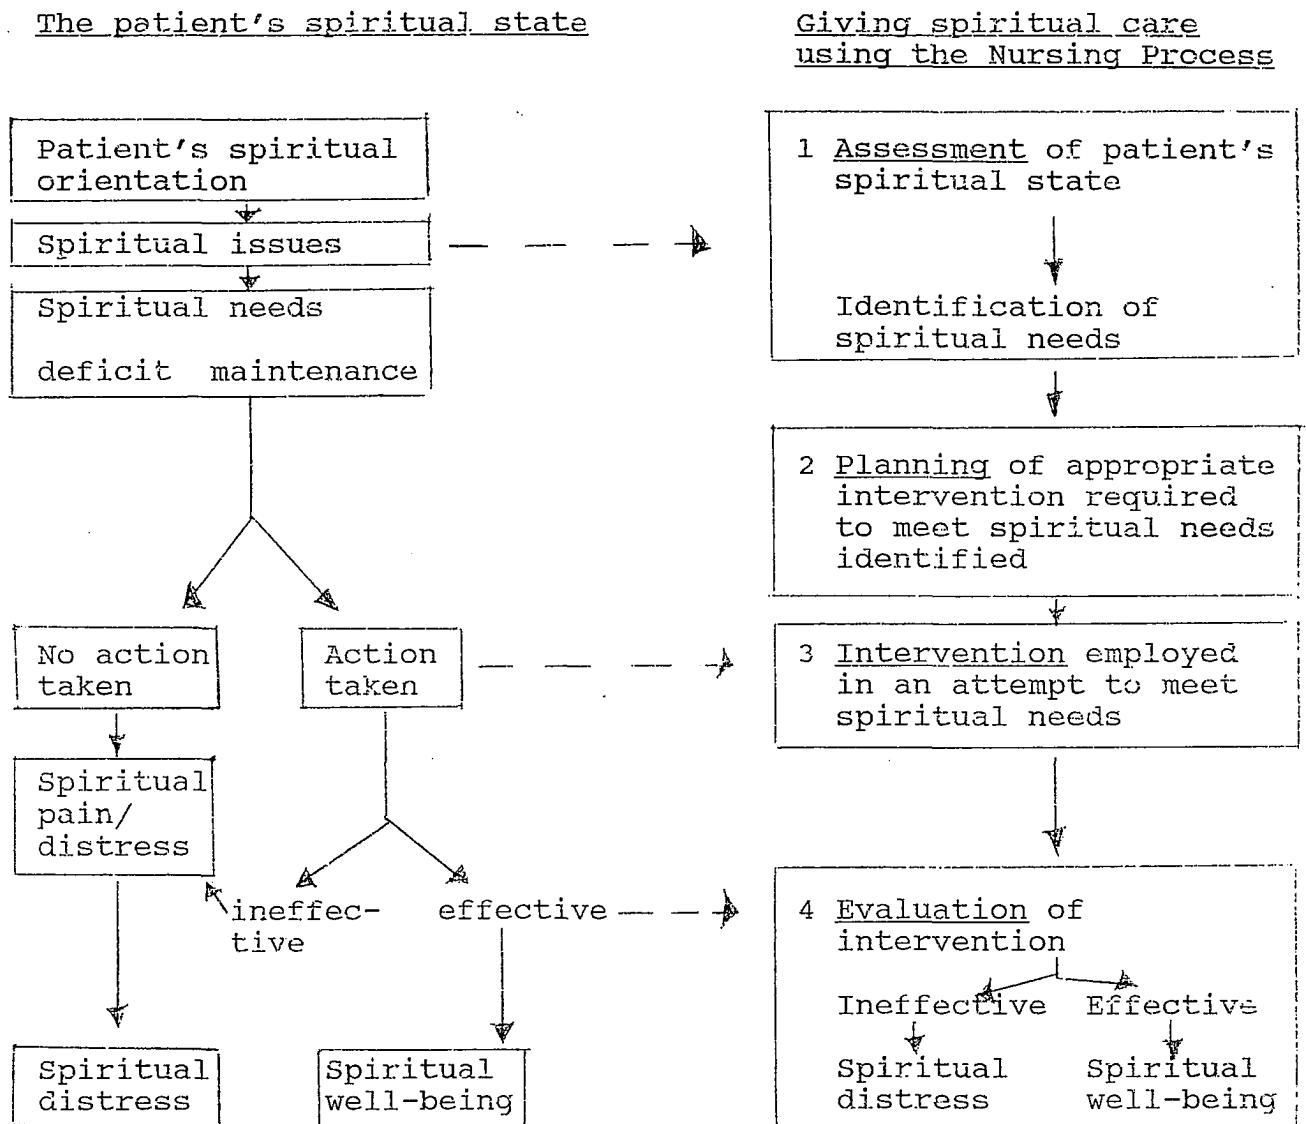 The patient's spiritual state
Giving spiritual care
using the Nursing Process
Patient's spiritual
orientation
Spiritual issues
Spiritual needs
deficit maintenance
No action
taken
Action
taken
Spiritual
pain/
distress
ineffec-
tive
effective
Spiritual
distress
Spiritual
well-being
1 Assessment of patient's
spiritual state
Identification of
spiritual needs
2 Planning of appropriate
intervention required
to meet spiritual needs
identified
3 Intervention employed
in an attempt to meet
spiritual needs
4 Evaluation of
intervention
Ineffective Effective
Spiritual
distress
Spiritual
well-being